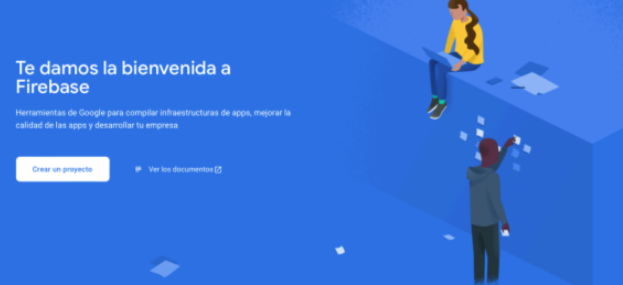 Te damos la bienvenida a
Firebase
Herramientas de Google para compilar infraestructuras de apps, mejorar la
calidad de las apps y desarrollar tu empresa
Crear un proyecto
Ver los documentos